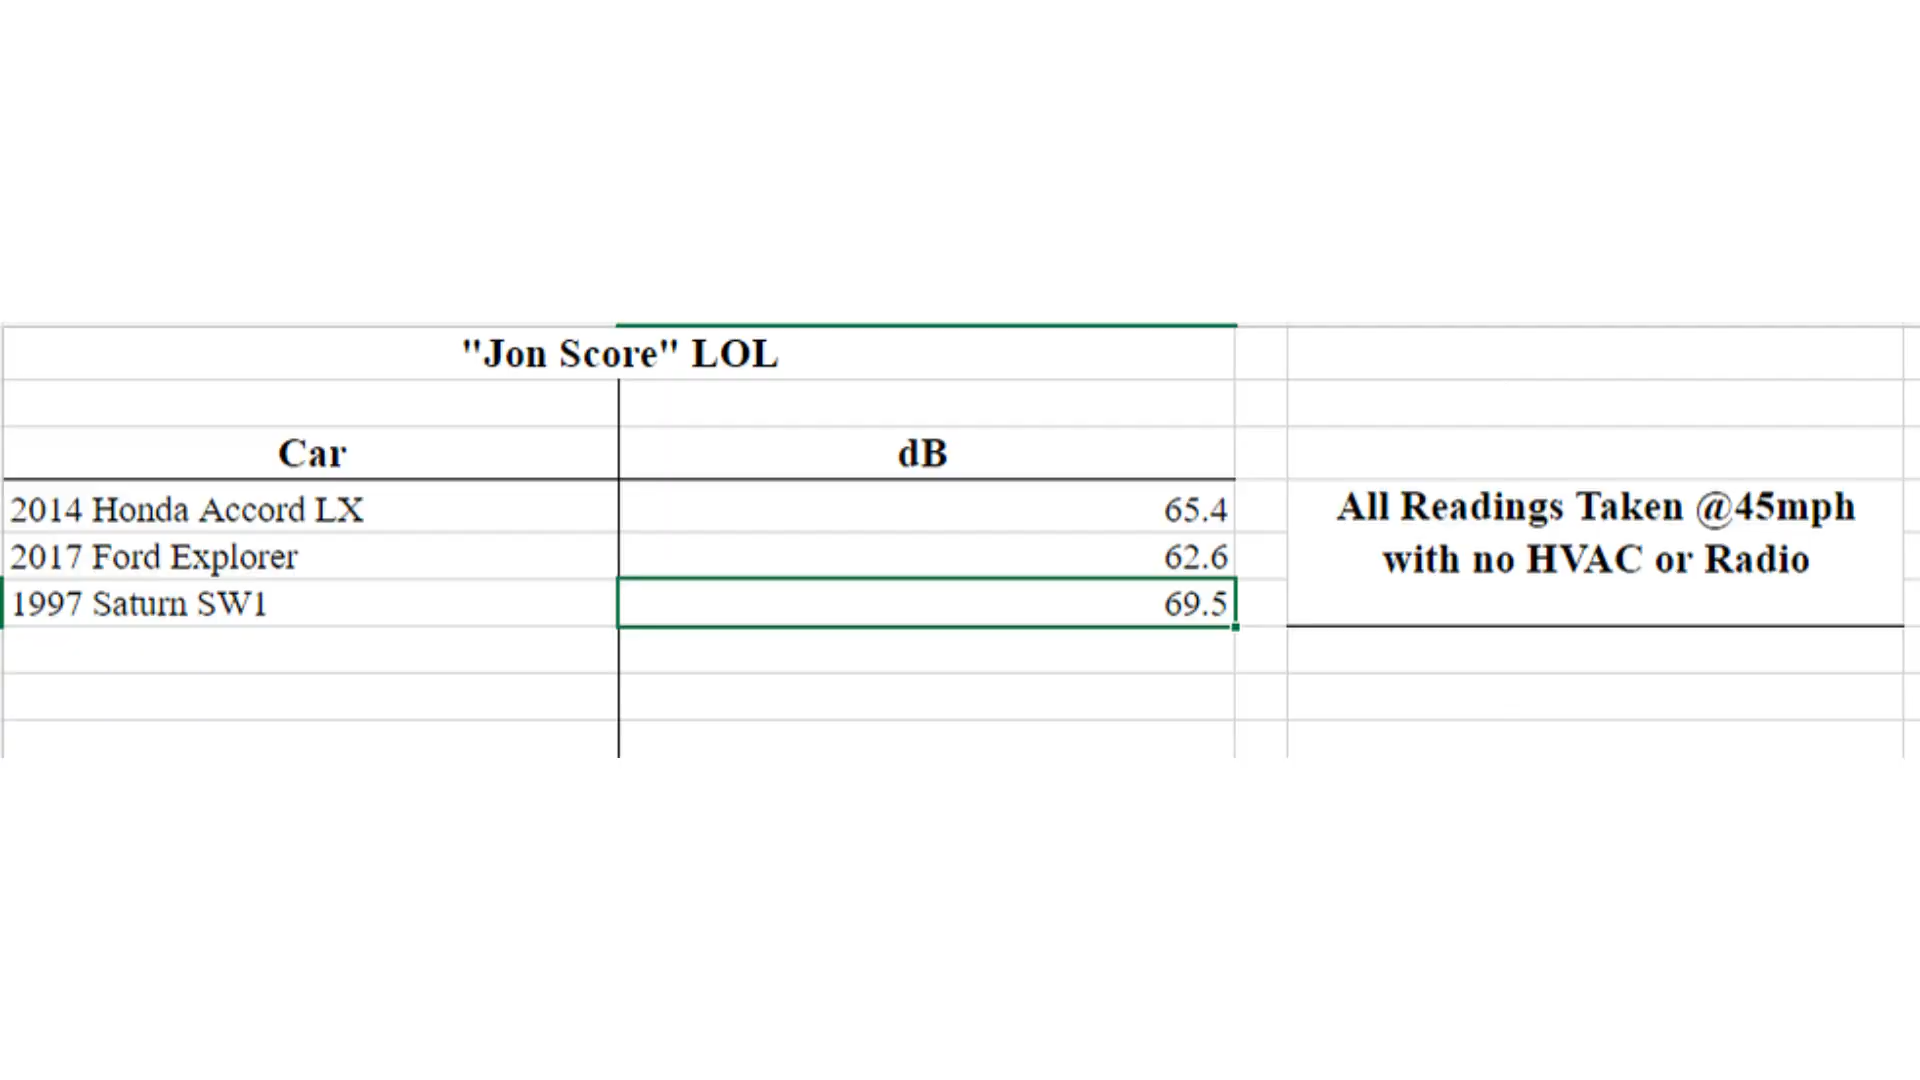 "Jon Score" LOL
Car dB
2014 Honda Accord LX 65.4
2017 Ford Explorer 62.6
1997 Saturn SW1 69.5
All Readings Taken @45mph
with no HVAC or Radio